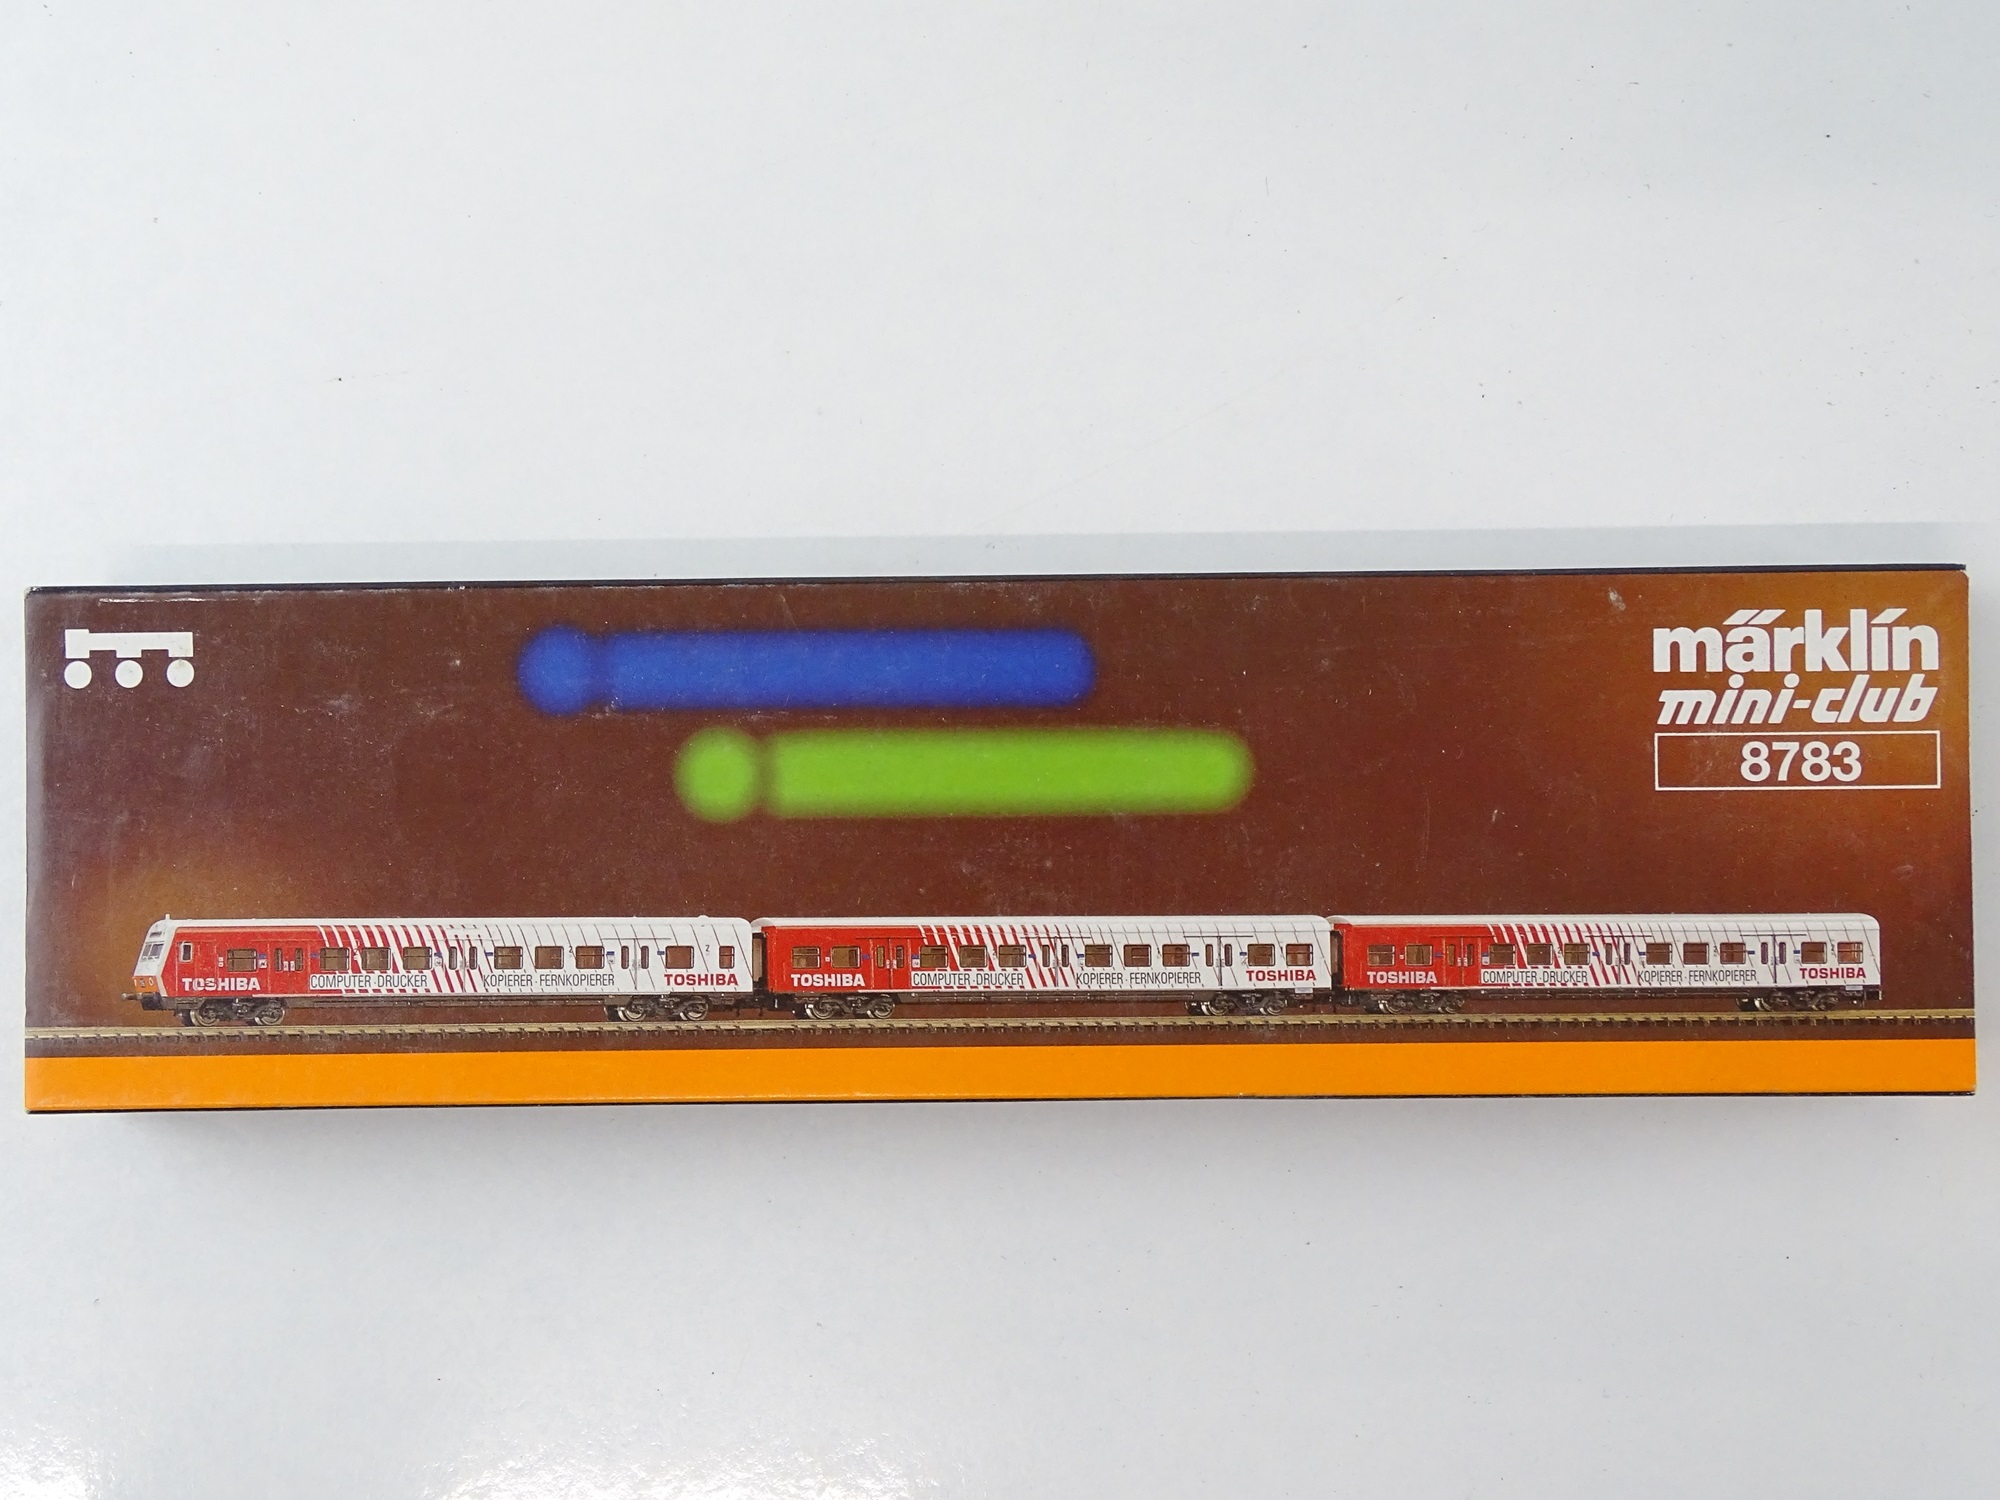 märklín
mini-club
8783
TOSHIBA COMPUTER·DRUCKER KOPIERER·FERNKOPIERER TOSHIBA
TOSHIBA COMPUTER·DRUCKER KOPIERER·FERNKOPIERER TOSHIBA
TOSHIBA COMPUTER·DRUCKER KOPIERER·FERNKOPIERER TOSHIBA